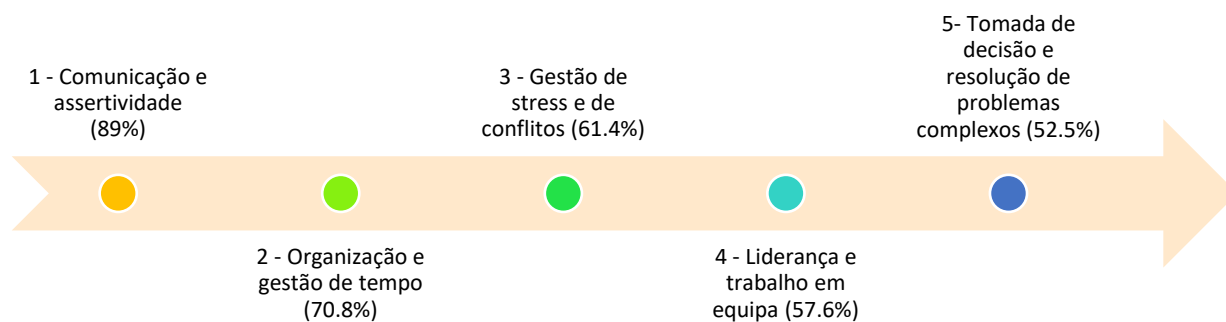 1 - Comunicação e
assertividade
(89%)
2 - Organização e
gestão de tempo
(70.8%)
3 - Gestão de
stress e de
conflitos (61.4%)
4 - Liderança e
trabalho em
equipa (57.6%)
5- Tomada de
decisão e
resolução de
problemas
complexos (52.5%)